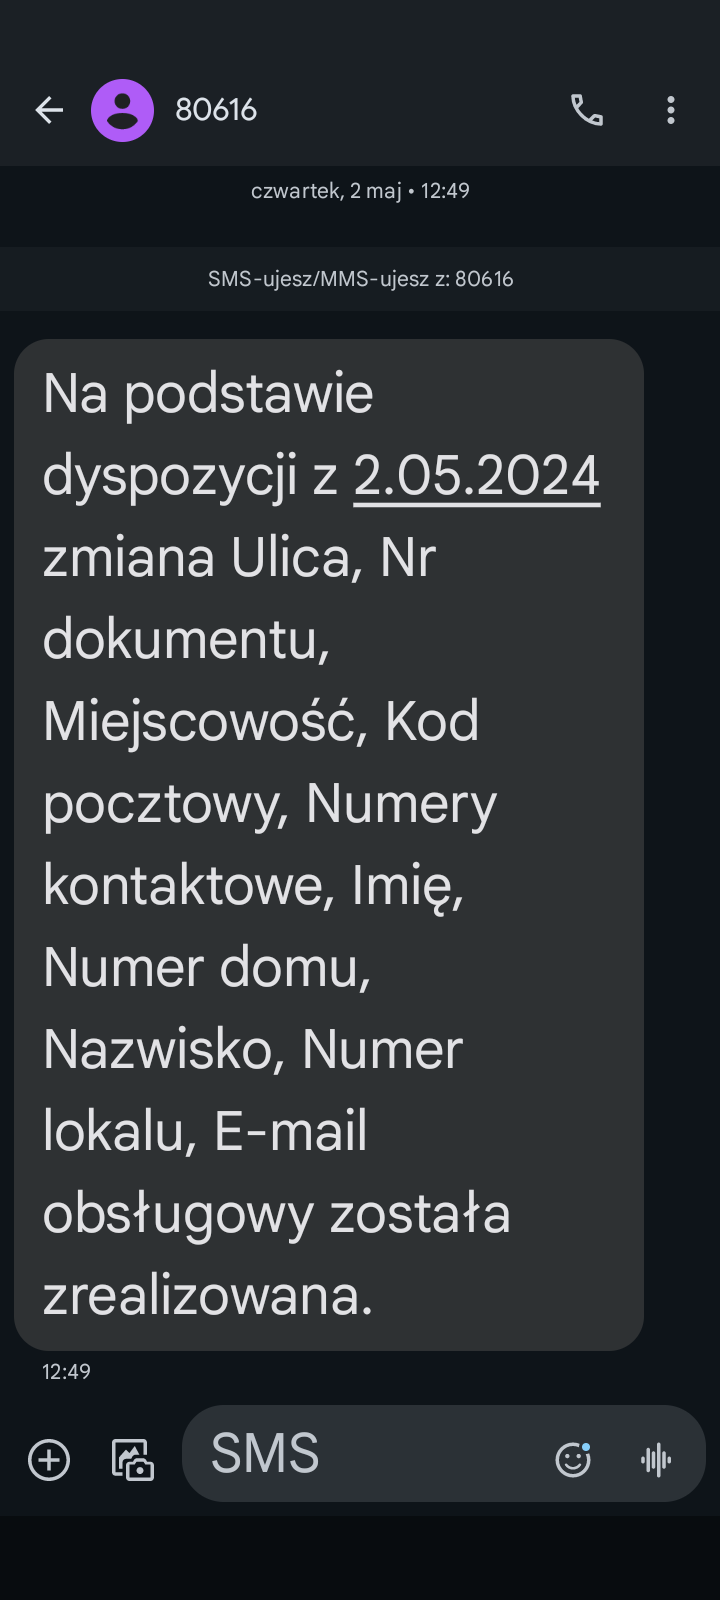 80616
czwartek, 2 maj • 12:49
SMS-ujesz/MMS-ujesz z: 80616
Na podstawie
dyspozycji z 2.05.2024
zmiana Ulica, Nr
dokumentu,
Miejscowość, Kod
pocztowy, Numery
kontaktowe, Imię,
Numer domu,
Nazwisko, Numer
lokalu, E-mail
obsługowy została
zrealizowana.
12:49
SMS